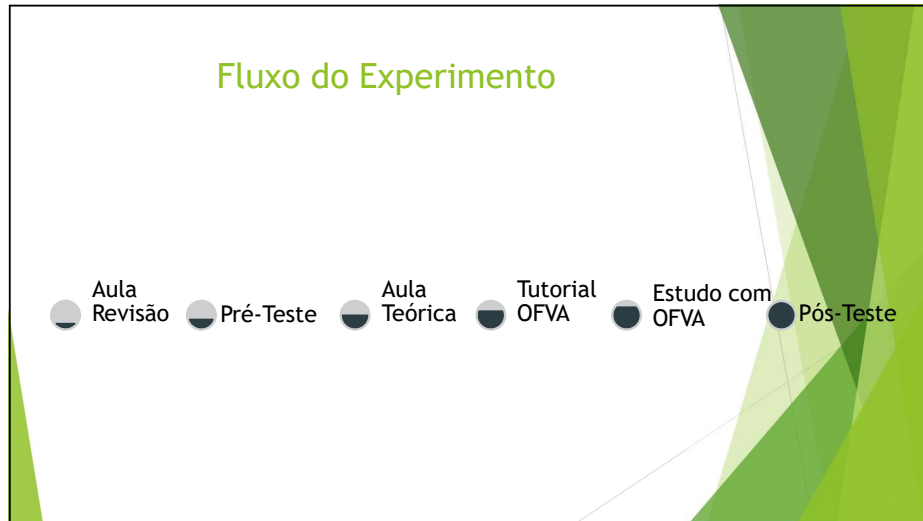 Fluxo do Experimento
Aula
Revisão
Pré-Teste
Aula
Teórica
Tutorial
OFVA
Estudo com
OFVA
Pós-Teste